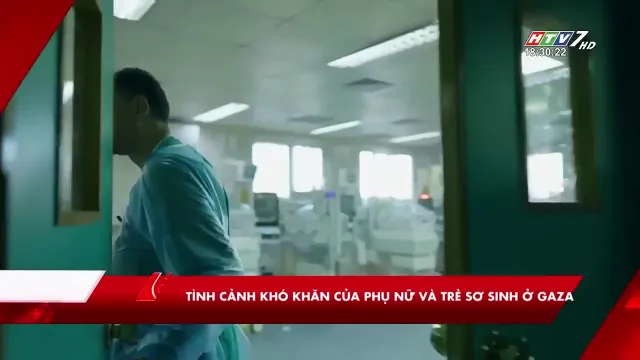 HTV7 HD
18:30:22
TÌNH CẢNH KHÓ KHĂN CỦA PHỤ NỮ VÀ TRẺ SƠ SINH Ở GAZA